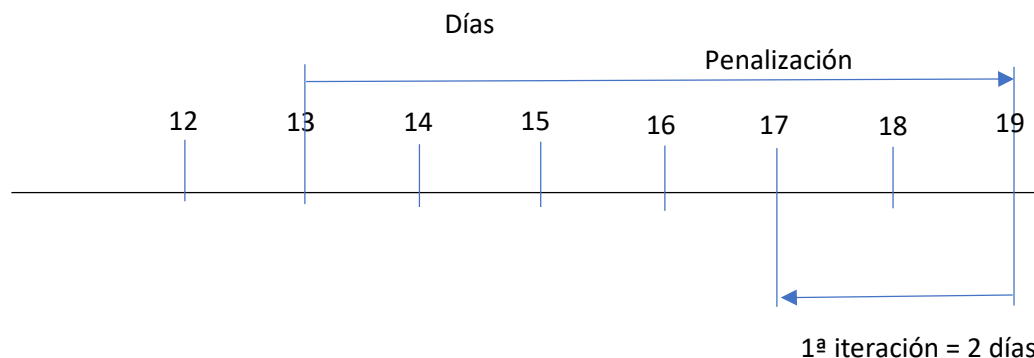 Días
Penalización
12 13 14 15 16 17 18 19
1ª iteración = 2 días